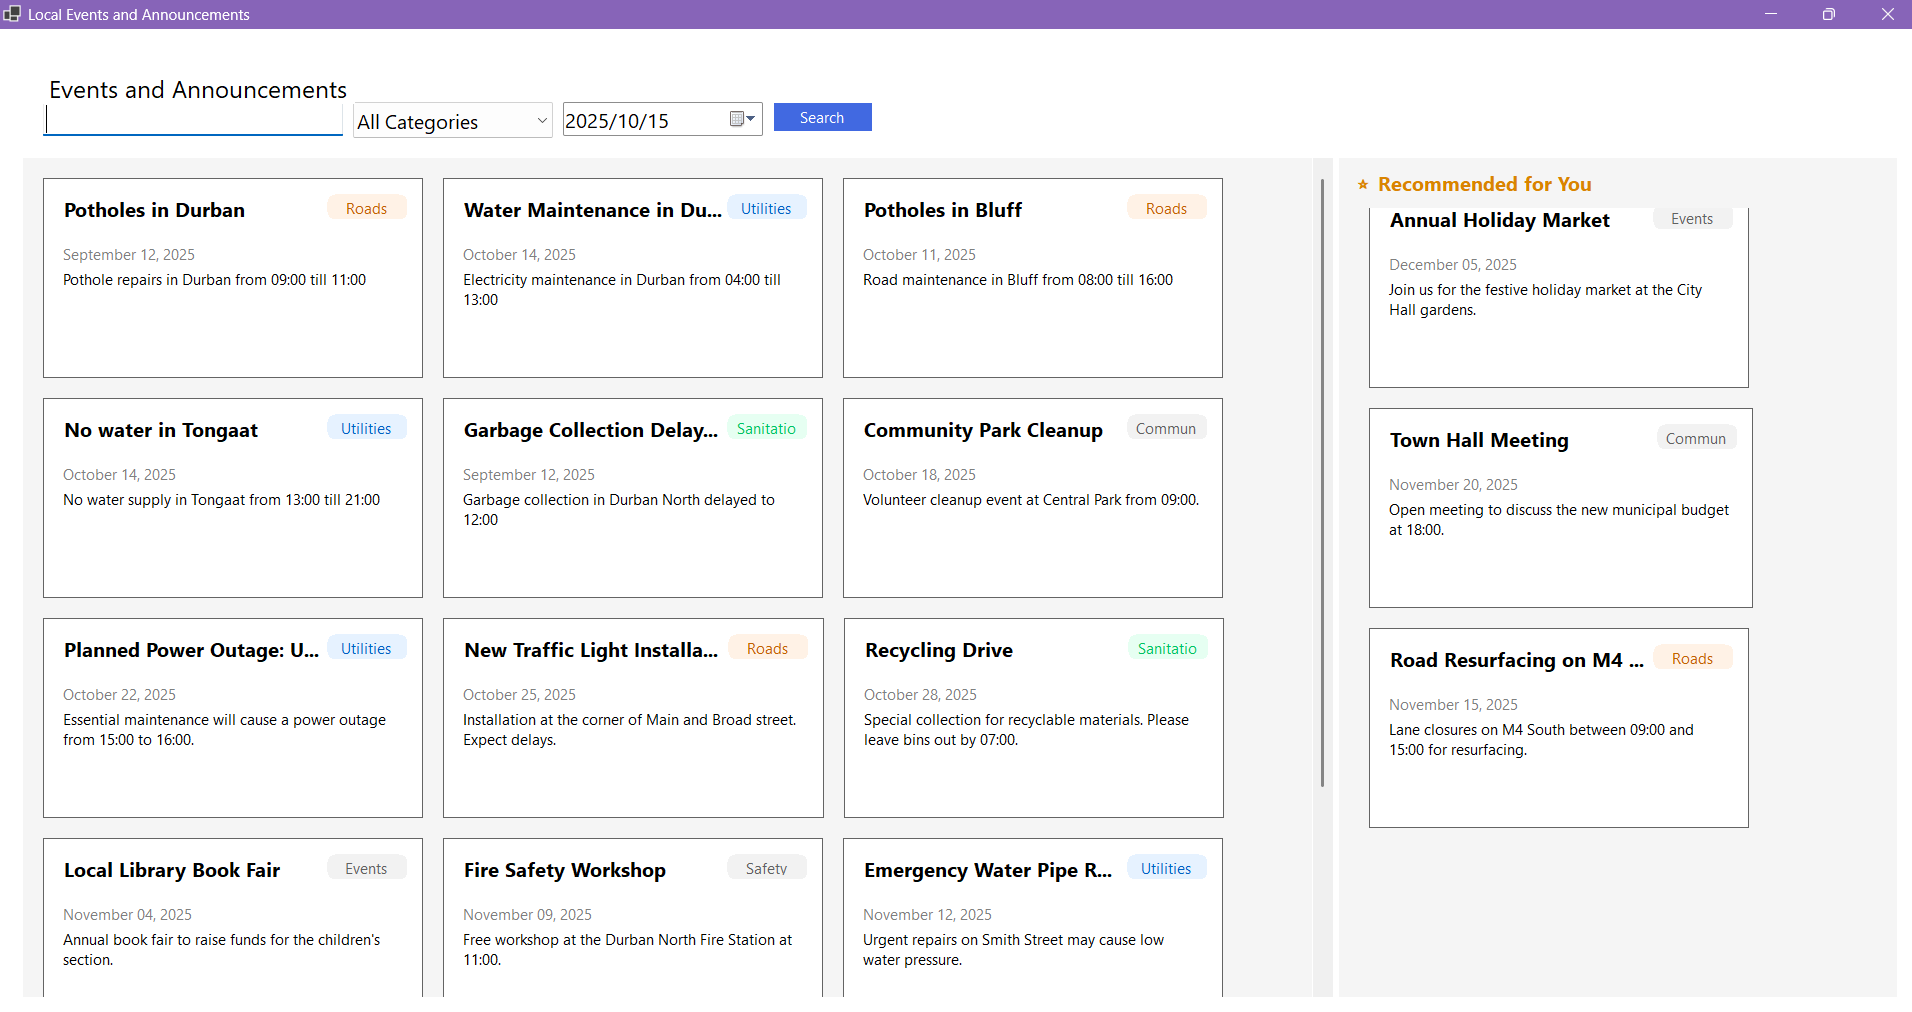 Local Events and Announcements
Events and Announcements
All Categories
2025/10/15
Search
Potholes in Durban
Roads
September 12, 2025
Pothole repairs in Durban from 09:00 till 11:00
Water Maintenance in Du...
Utilities
October 14, 2025
Electricity maintenance in Durban from 04:00 till
13:00
Potholes in Bluff
Roads
October 11, 2025
Road maintenance in Bluff from 08:00 till 16:00
No water in Tongaat
Utilities
October 14, 2025
No water supply in Tongaat from 13:00 till 21:00
Garbage Collection Delay...
Sanitatio
September 12, 2025
Garbage collection in Durban North delayed to
12:00
Community Park Cleanup
Commun
October 18, 2025
Volunteer cleanup event at Central Park from 09:00.
Planned Power Outage: U...
Utilities
October 22, 2025
Essential maintenance will cause a power outage
from 15:00 to 16:00.
New Traffic Light Installa...
Roads
October 25, 2025
Installation at the corner of Main and Broad street.
Expect delays.
Recycling Drive
Sanitatio
October 28, 2025
Special collection for recyclable materials. Please
leave bins out by 07:00.
Local Library Book Fair
Events
November 04, 2025
Annual book fair to raise funds for the children's
section.
Fire Safety Workshop
Safety
November 09, 2025
Free workshop at the Durban North Fire Station at
11:00.
Emergency Water Pipe R...
Utilities
November 12, 2025
Urgent repairs on Smith Street may cause low
water pressure.
Recommended for You
Annual Holiday Market
Events
December 05, 2025
Join us for the festive holiday market at the City
Hall gardens.
Town Hall Meeting
Commun
November 20, 2025
Open meeting to discuss the new municipal budget
at 18:00.
Road Resurfacing on M4 ...
Roads
November 15, 2025
Lane closures on M4 South between 09:00 and
15:00 for resurfacing.